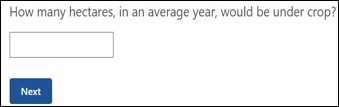 How many hectares, in an average year, would be under crop?
Next